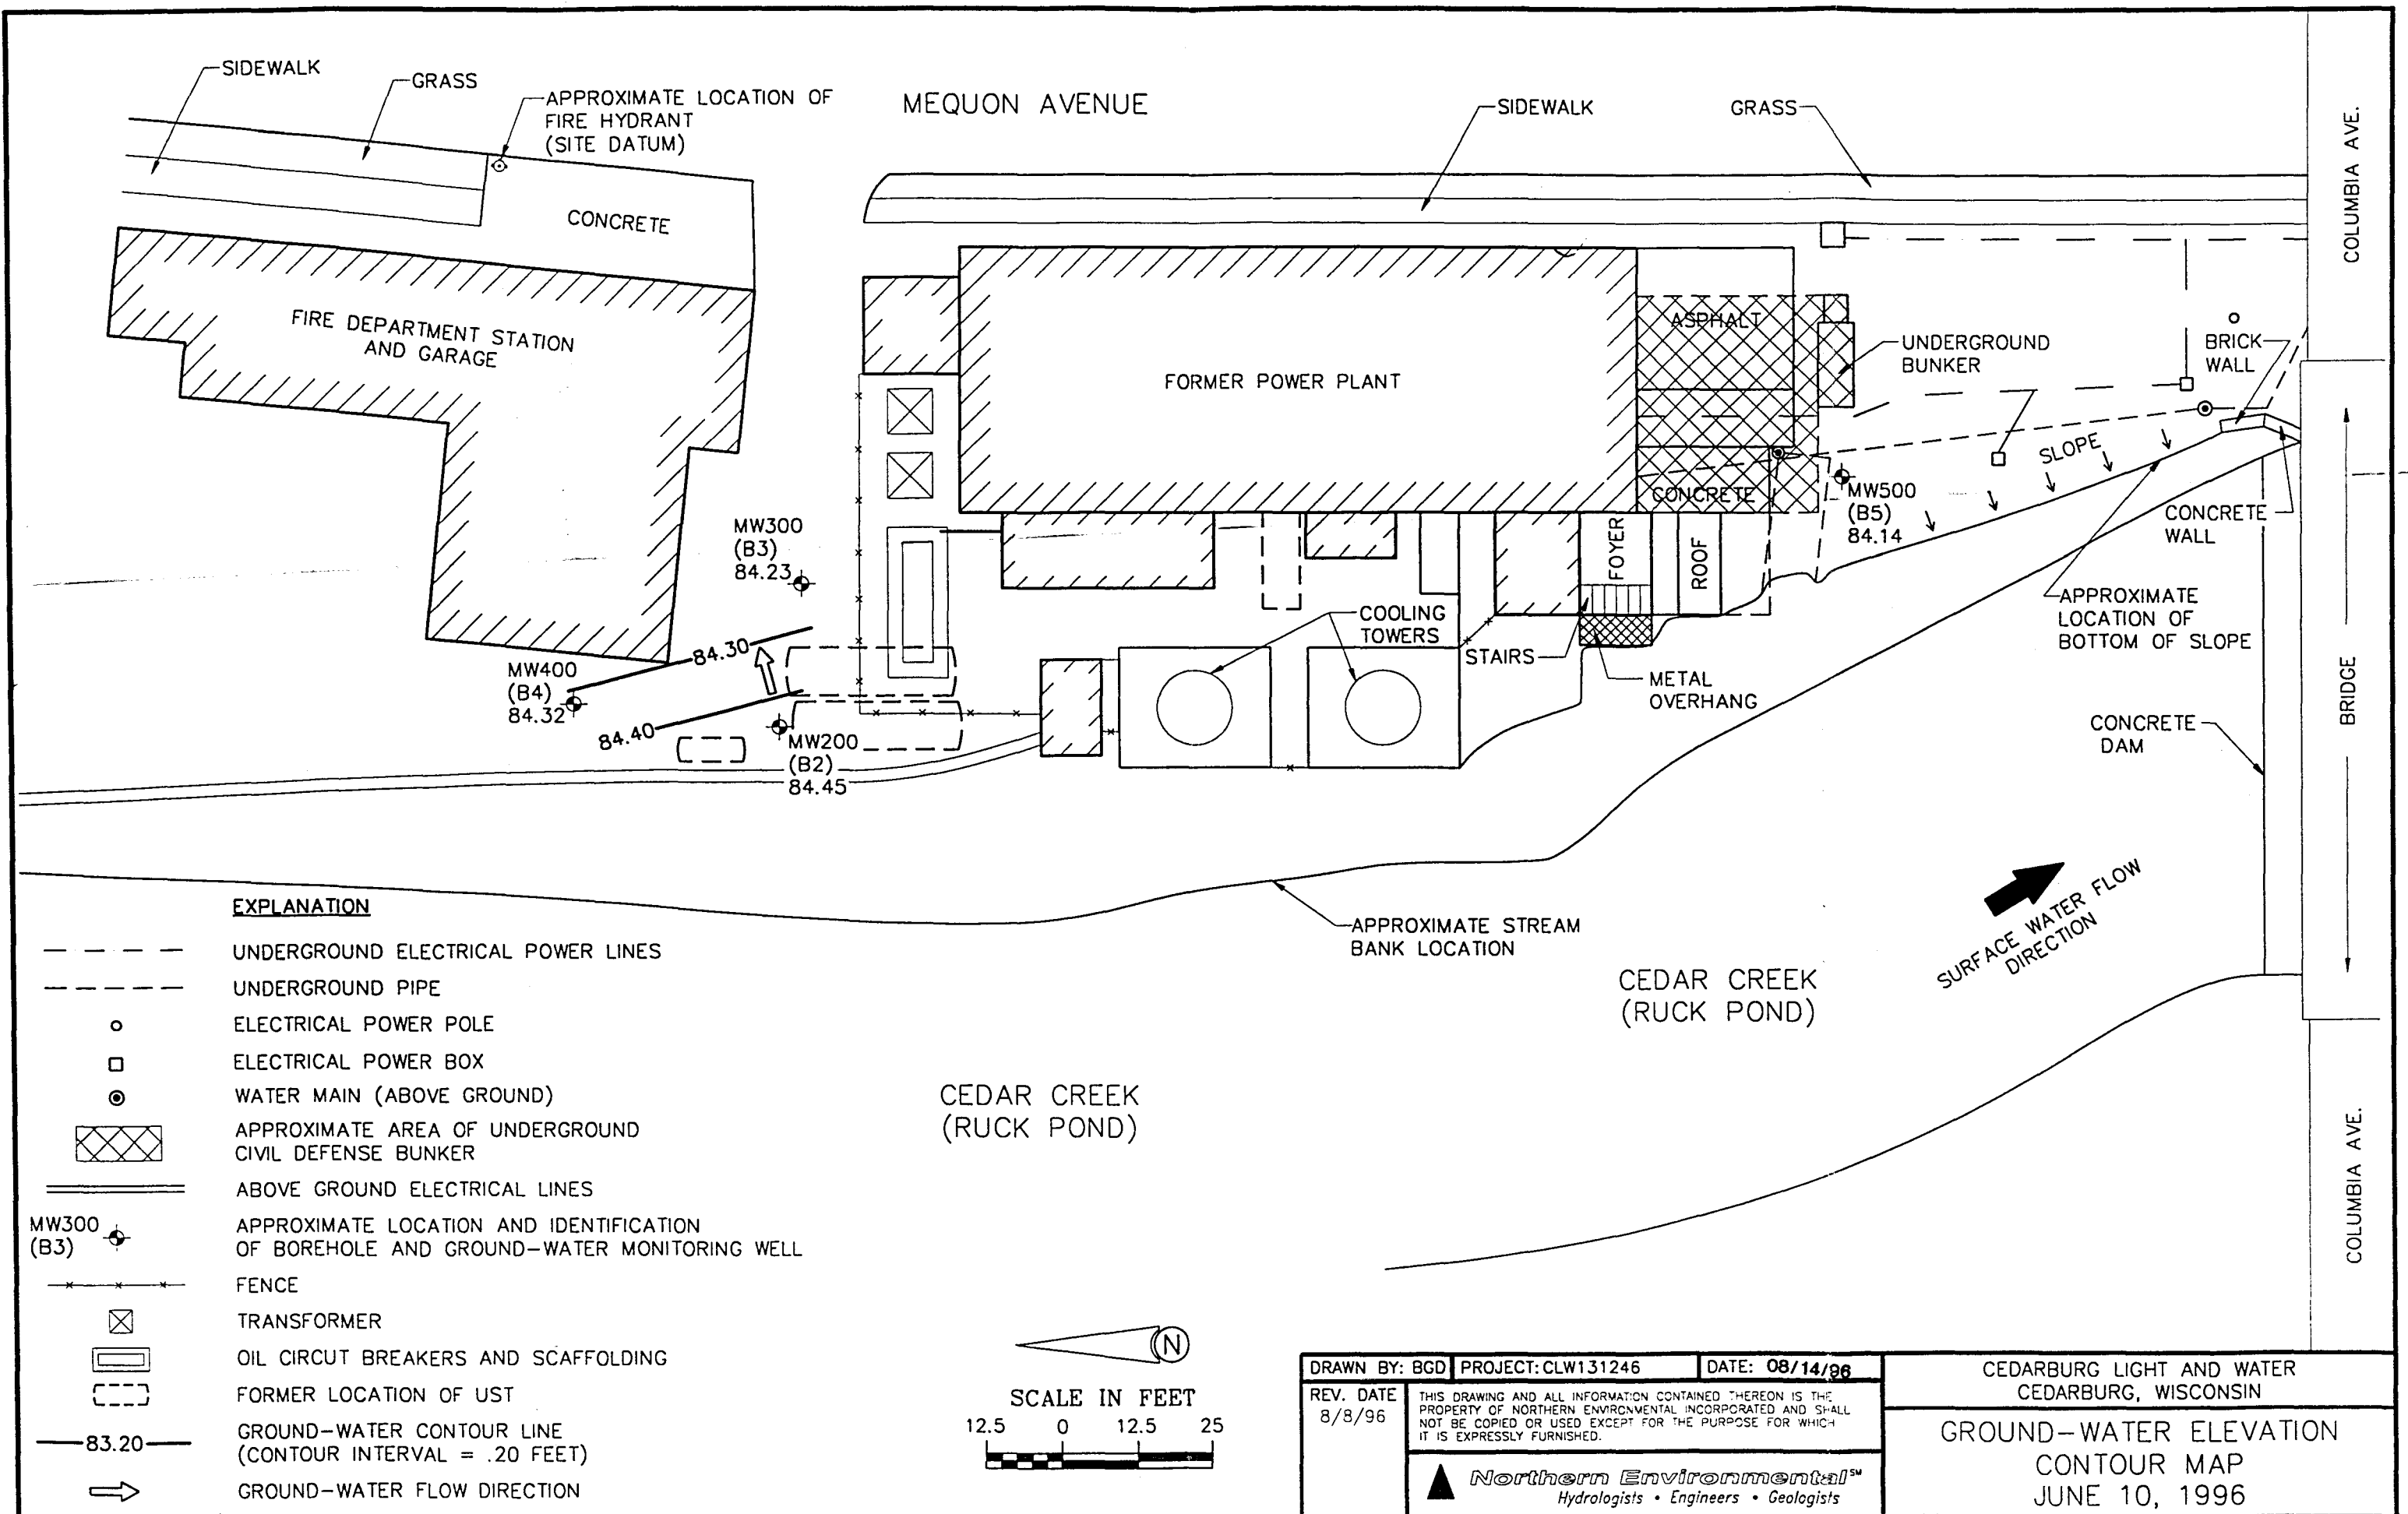 SIDEWALK
GRASS
APPROXIMATE LOCATION OF
FIRE HYDRANT
(SITE DATUM)
MEQUON AVENUE
SIDEWALK
GRASS
COLUMBIA AVE.
CONCRETE
FIRE DEPARTMENT STATION
AND GARAGE
FORMER POWER PLANT
ASPHALT
UNDERGROUND
BUNKER
BRICK
WALL
SLOPE
CONCRETE
MW500
(B5)
84.14
CONCRETE
WALL
MW300
(B3)
84.23
FOYER
ROOF
COOLING
TOWERS
STAIRS
METAL
OVERHANG
APPROXIMATE
LOCATION OF
BOTTOM OF SLOPE
BRIDGE
84.30
MW400
(B4)
84.32
84.40
MW200
(B2)
84.45
CONCRETE
DAM
SURFACE WATER FLOW
DIRECTION
APPROXIMATE STREAM
BANK LOCATION
CEDAR CREEK
(RUCK POND)
CEDAR CREEK
(RUCK POND)
COLUMBIA AVE.
EXPLANATION
UNDERGROUND ELECTRICAL POWER LINES
UNDERGROUND PIPE
ELECTRICAL POWER POLE
ELECTRICAL POWER BOX
WATER MAIN (ABOVE GROUND)
APPROXIMATE AREA OF UNDERGROUND
CIVIL DEFENSE BUNKER
ABOVE GROUND ELECTRICAL LINES
MW300
(B3)
APPROXIMATE LOCATION AND IDENTIFICATION
OF BOREHOLE AND GROUND-WATER MONITORING WELL
FENCE
TRANSFORMER
OIL CIRCUT BREAKERS AND SCAFFOLDING
FORMER LOCATION OF UST
83.20
GROUND-WATER CONTOUR LINE
(CONTOUR INTERVAL = .20 FEET)
GROUND-WATER FLOW DIRECTION
N
SCALE IN FEET
12.5 0 12.5 25
DRAWN BY: BGD PROJECT: CLW131246 DATE: 08/14/96
REV. DATE
8/8/96
THIS DRAWING AND ALL INFORMATION CONTAINED THEREON IS THE
PROPERTY OF NORTHERN ENVIRONMENTAL INCORPORATED AND SHALL
NOT BE COPIED OR USED EXCEPT FOR THE PURPOSE FOR WHICH
IT IS EXPRESSLY FURNISHED.
Northern Environmental SM
Hydrologists • Engineers • Geologists
CEDARBURG LIGHT AND WATER
CEDARBURG, WISCONSIN
GROUND-WATER ELEVATION
CONTOUR MAP
JUNE 10, 1996